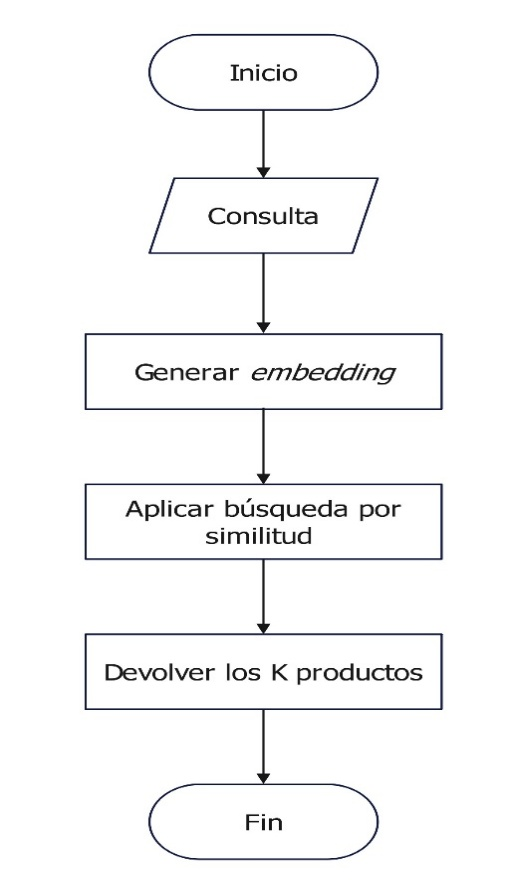 Inicio
Consulta
Generar embedding
Aplicar búsqueda por
similitud
Devolver los K productos
Fin